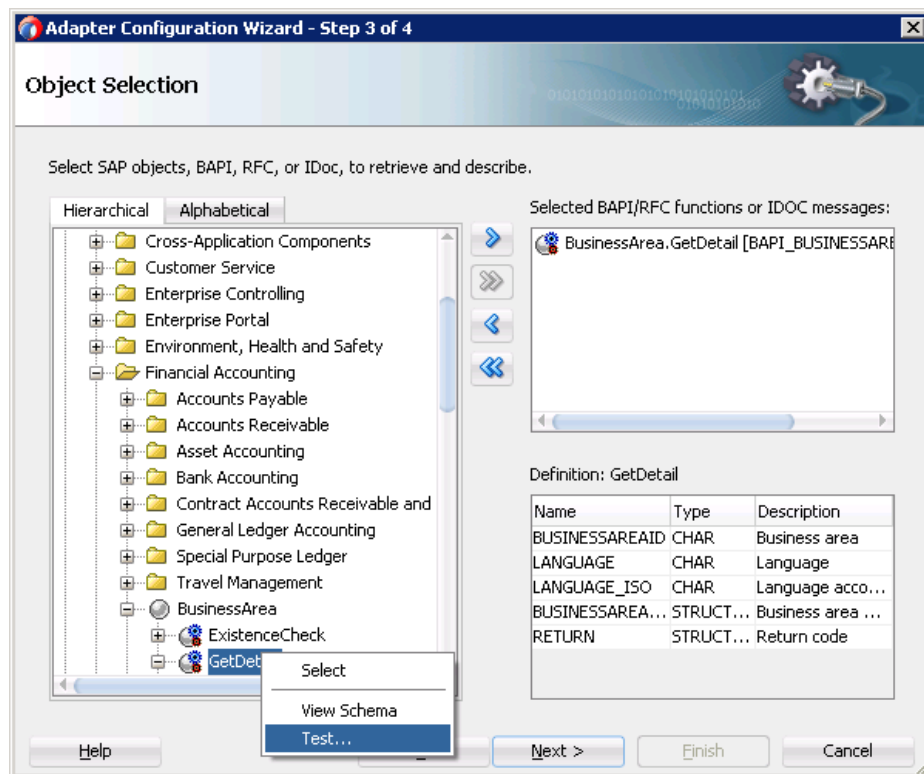 Adapter Configuration Wizard - Step 3 of 4
Object Selection
Select SAP objects, BAPI, RFC, or IDoc, to retrieve and describe.
Hierarchical Alphabetical
Cross-Application Components
Customer Service
Enterprise Controlling
Enterprise Portal
Environment, Health and Safety
Financial Accounting
Accounts Payable
Accounts Receivable
Asset Accounting
Bank Accounting
Contract Accounts Receivable and
General Ledger Accounting
Special Purpose Ledger
Travel Management
BusinessArea
ExistenceCheck
GetDet
Select
View Schema
Test...
Selected BAPI/RFC functions or IDOC messages:
BusinessArea.GetDetail [BAPI_BUSINESSARE
Definition: GetDetail
Name Type Description
BUSINESSAREAID CHAR Business area
LANGUAGE CHAR Language
LANGUAGE_ISO CHAR Language acco...
BUSINESSAREA... STRUCT... Business area ...
RETURN STRUCT... Return code
Help Next > Finish Cancel